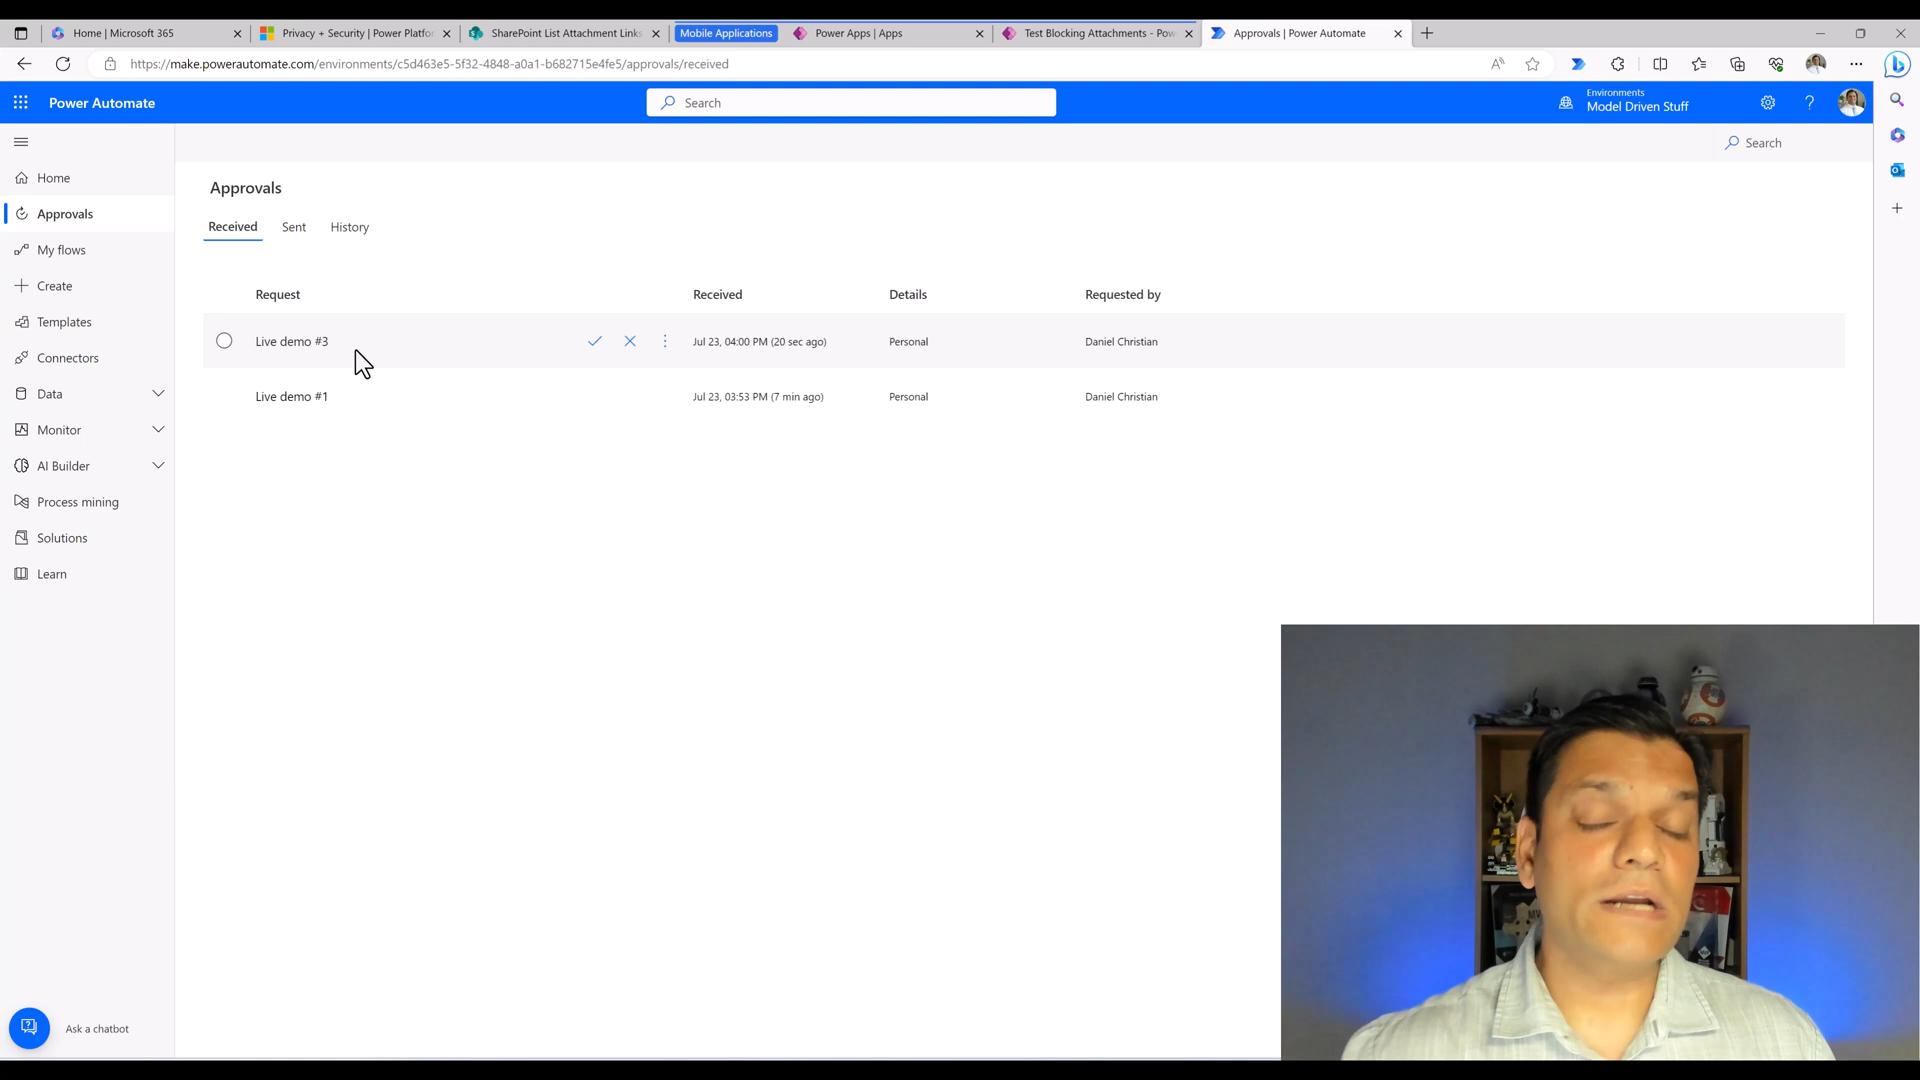 Home | Microsoft 365
Privacy + Security | Power Platfo
SharePoint List Attachment Links
Mobile Applications
Power Apps | Apps
Test Blocking Attachments - Pow
Approvals | Power Automate
https://make.powerautomate.com/environments/c5d463e5-5f32-4848-a0a1-b682715e4fe5/approvals/received
Power Automate
Search
Environments
Model Driven Stuff
Search
Home
Approvals
My flows
Create
Templates
Connectors
Data
Monitor
AI Builder
Process mining
Solutions
Learn
Ask a chatbot
Approvals
Received Sent History
Request Received Details Requested by
Live demo #3 Jul 23, 04:00 PM (20 sec ago) Personal Daniel Christian
Live demo #1 Jul 23, 03:53 PM (7 min ago) Personal Daniel Christian